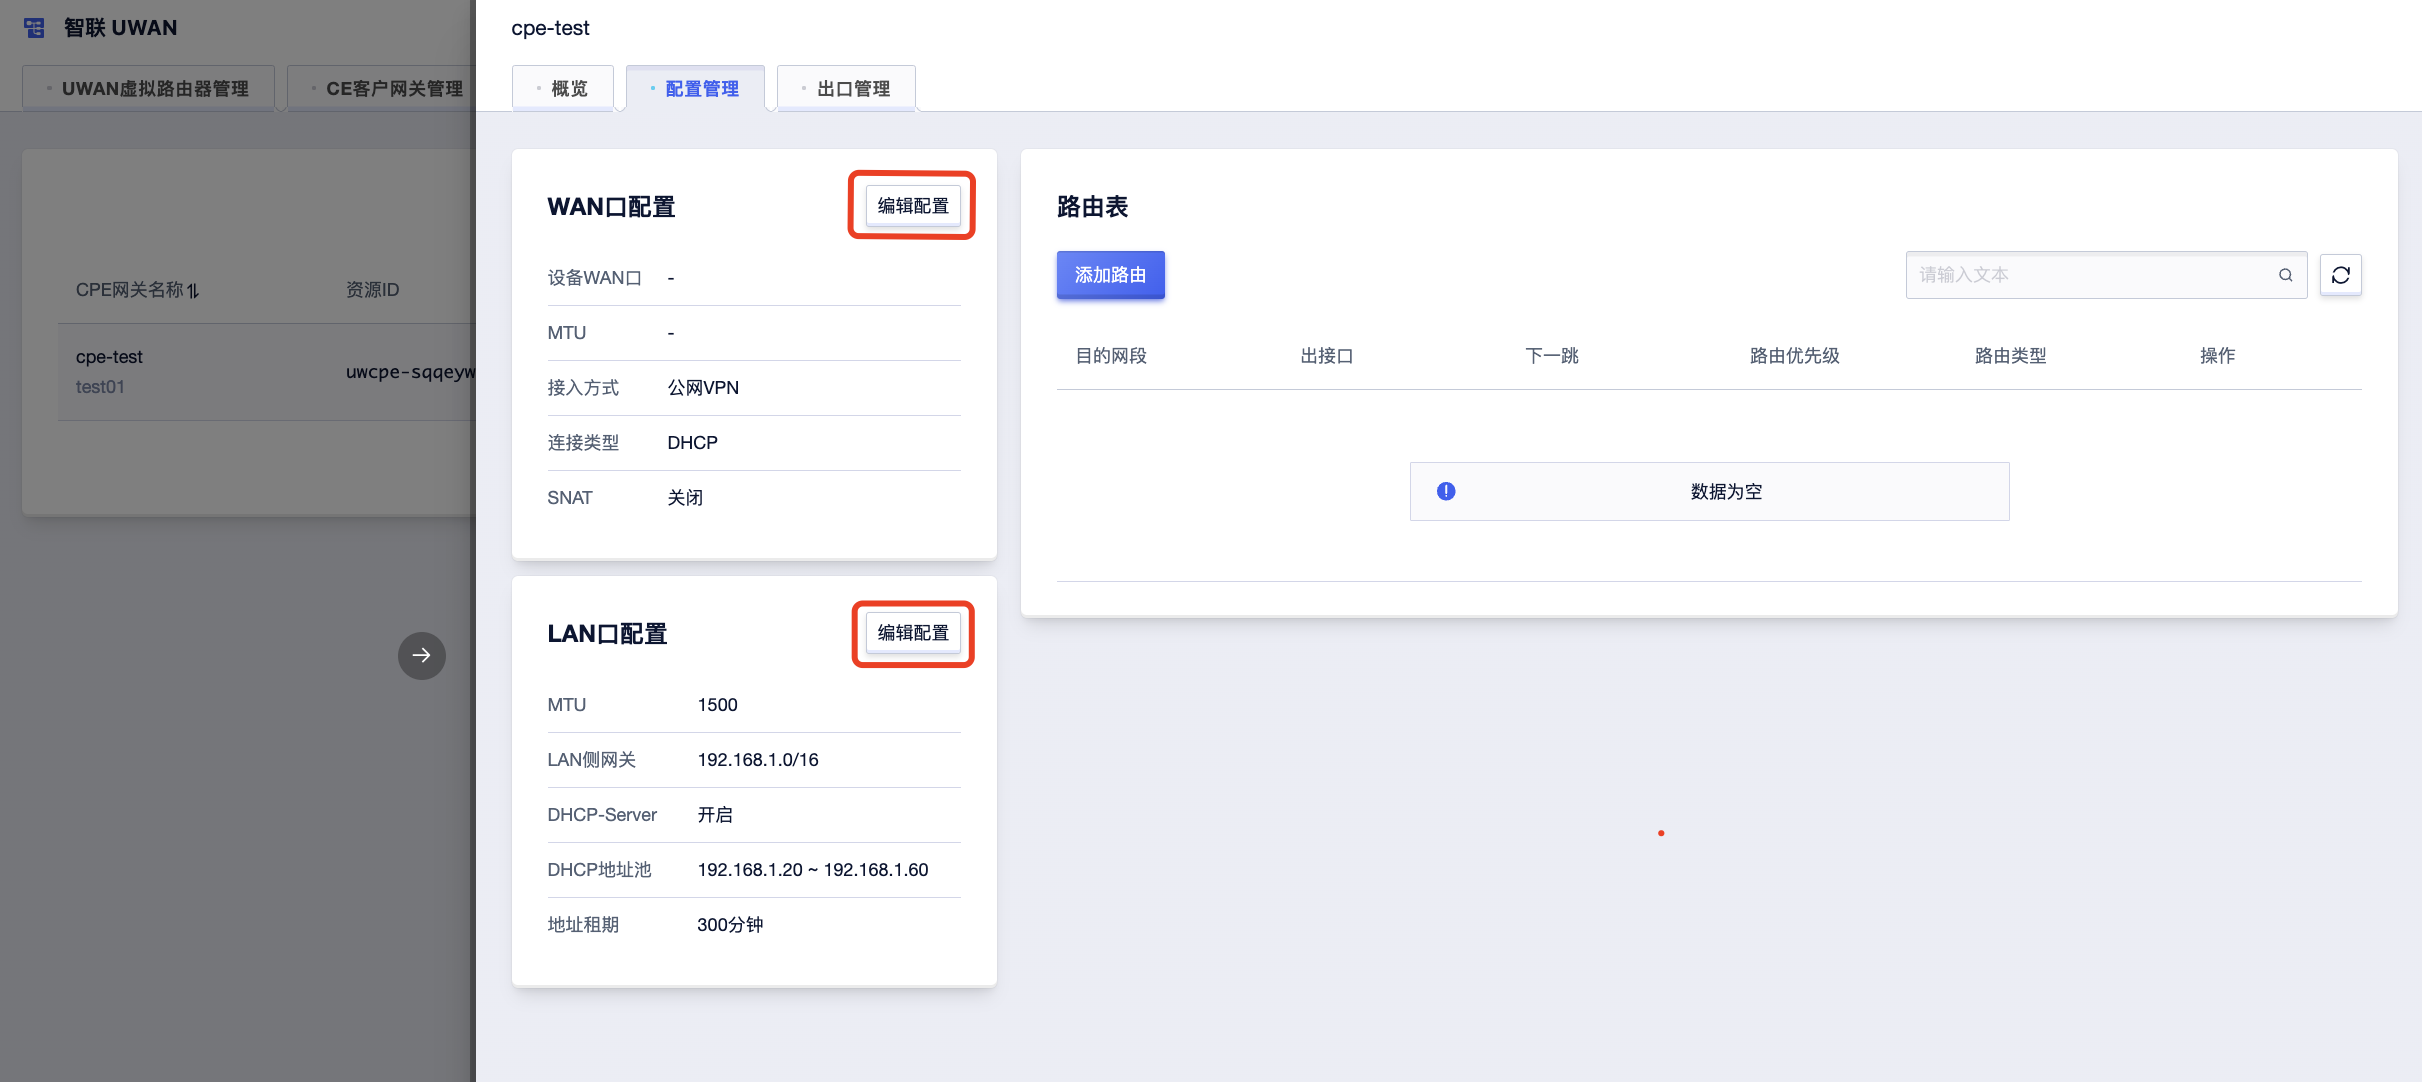 智联 UWAN
UWAN虚拟路由器管理
CE客户网关管理
CPE网关名称
资源ID
cpe-test
test01
uwcpe-sqqeyw
cpe-test
概览
配置管理
出口管理
WAN口配置
编辑配置
设备WAN口 -
MTU -
接入方式 公网VPN
连接类型 DHCP
SNAT 关闭
LAN口配置
编辑配置
MTU 1500
LAN侧网关 192.168.1.0/16
DHCP-Server 开启
DHCP地址池 192.168.1.20 ~ 192.168.1.60
地址租期 300分钟
路由表
添加路由
请输入文本
目的网段 出接口 下一跳 路由优先级 路由类型 操作
数据为空